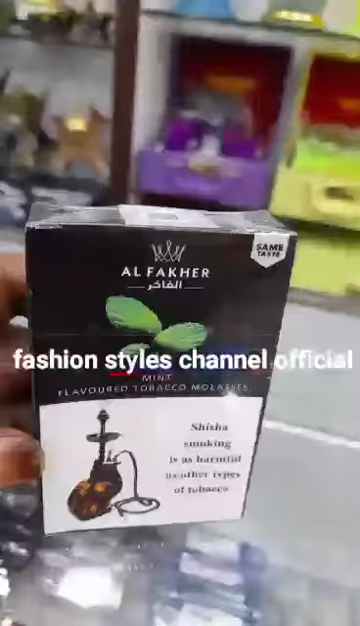 AL FAKHER
الفاخر
SAME
TASTE
fashion styles channel official
MINT
FLAVOURED TOBACCO MOLASSES
Shisha
smoking
is as harmful
as other types
of tobacco